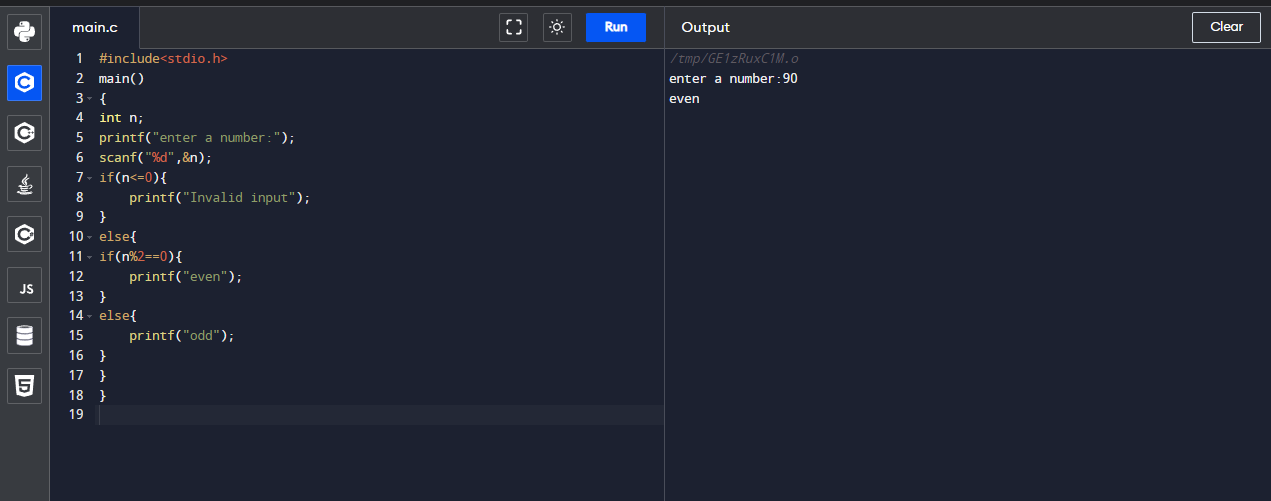 main.c
Run
Output
Clear
1 #include<stdio.h>
2 main()
3 {
4 int n;
5 printf("enter a number:");
6 scanf("%d",&n);
7 if(n<=0){
8     printf("Invalid input");
9 }
10 else{
11 if(n%2==0){
12     printf("even");
13 }
14 else{
15     printf("odd");
16 }
17 }
18 }
19
/tmp/GE1zRuxC1M.o
enter a number:90
even
C
C++
C#
JS
5